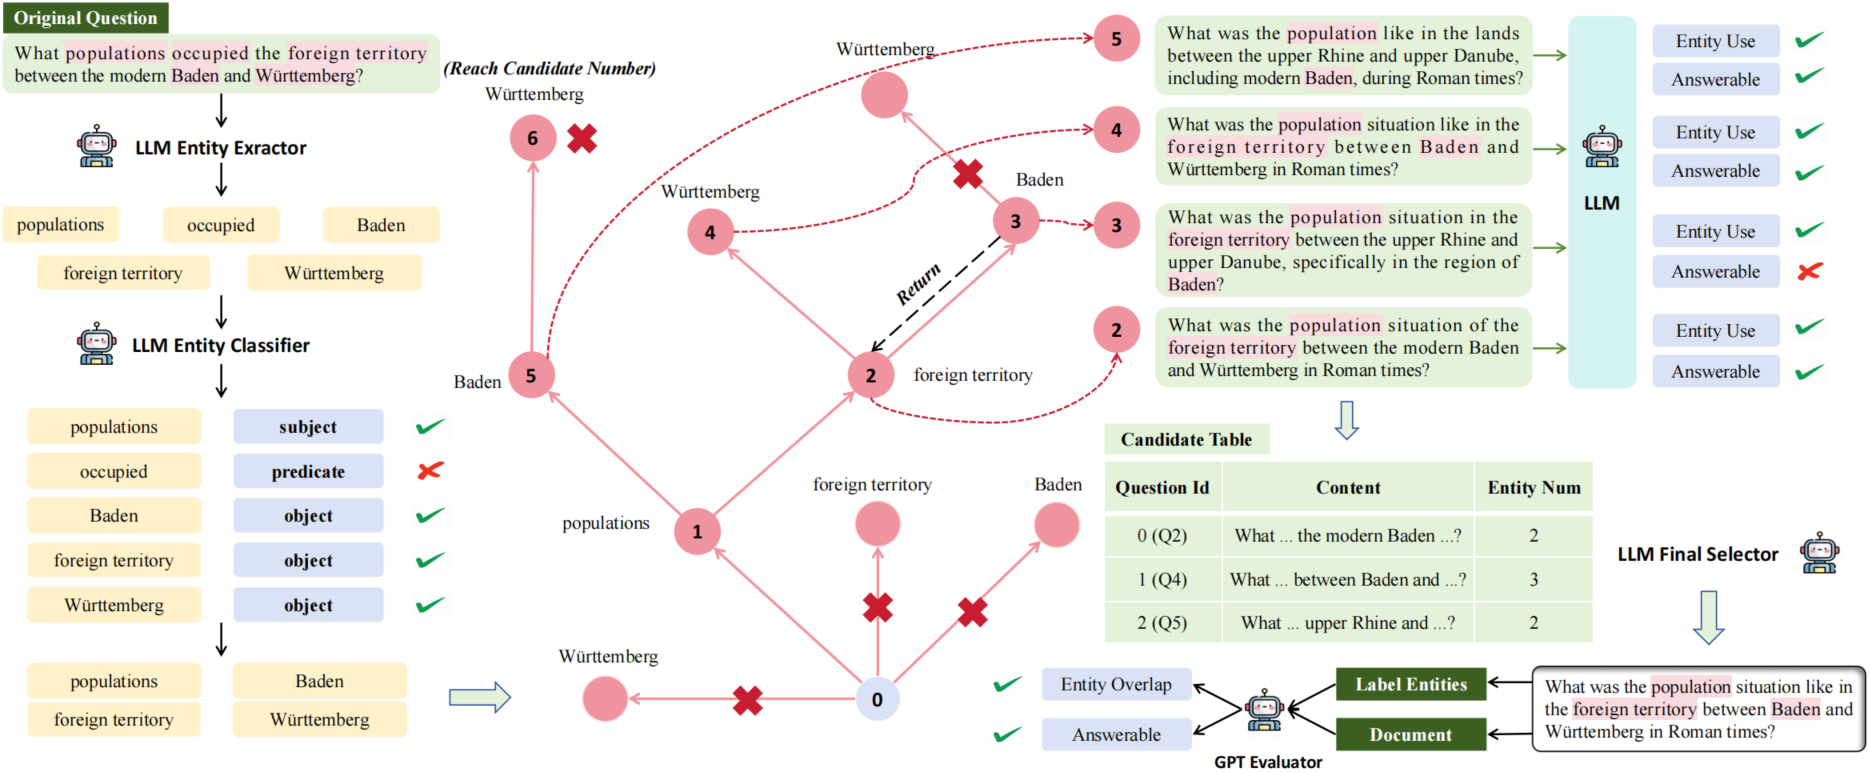 Original Question
What populations occupied the foreign territory
between the modern Baden and Württemberg?
LLM Entity Exractor
populations
occupied
Baden
foreign territory
Württemberg
LLM Entity Classifier
populations
subject
occupied
predicate
Baden
object
foreign territory
object
Württemberg
object
populations
Baden
foreign territory
Württemberg
(Reach Candidate Number)
Württemberg
6
Württemberg
Württemberg
4
Baden
3
Return
Baden
5
2
foreign territory
populations
1
foreign territory
Baden
Württemberg
0
5
4
3
2
What was the population like in the lands
between the upper Rhine and upper Danube,
including modern Baden, during Roman times?
What was the population situation like in the
foreign territory between Baden and
Württemberg in Roman times?
What was the population situation in the
foreign territory between the upper Rhine and
upper Danube, specifically in the region of
Baden?
What was the population situation of the
foreign territory between the modern Baden
and Württemberg in Roman times?
LLM
Entity Use
Answerable
Entity Use
Answerable
Entity Use
Answerable
Entity Use
Answerable
Candidate Table
Question Id Content Entity Num
0 (Q2) What ... the modern Baden ...? 2
1 (Q4) What ... between Baden and ...? 3
2 (Q5) What ... upper Rhine and ...? 2
LLM Final Selector
What was the population situation like in
the foreign territory between Baden and
Württemberg in Roman times?
Label Entities
Document
GPT Evaluator
Entity Overlap
Answerable